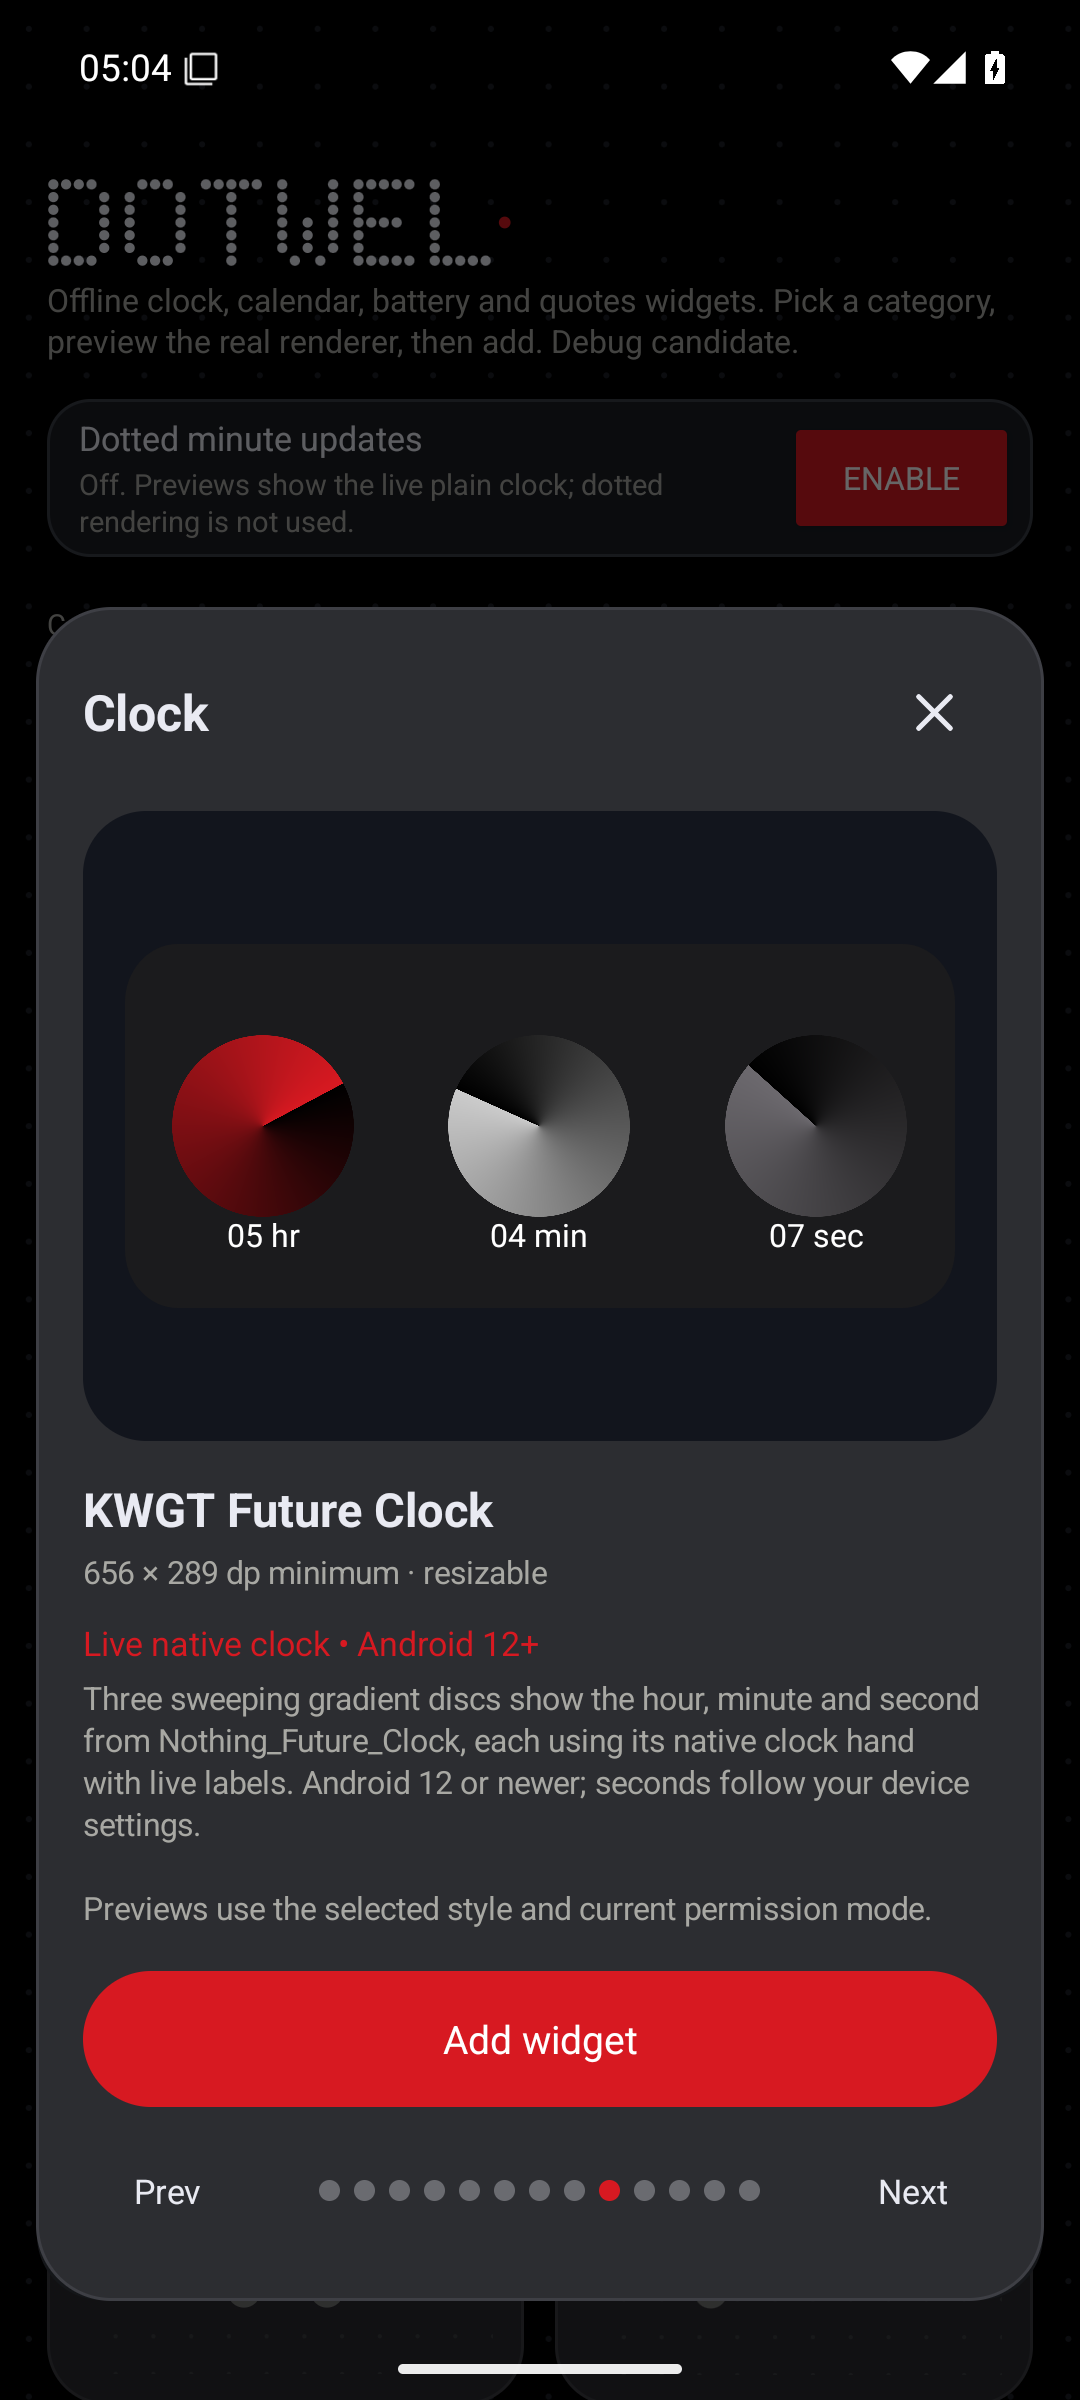 05:04
DOTWEL
Offline clock, calendar, battery and quotes widgets. Pick a category,
preview the real renderer, then add. Debug candidate.
Dotted minute updates
Off. Previews show the live plain clock; dotted
rendering is not used.
ENABLE
Clock
05 hr
04 min
07 sec
KWGT Future Clock
656 × 289 dp minimum · resizable
Live native clock • Android 12+
Three sweeping gradient discs show the hour, minute and second
from Nothing_Future_Clock, each using its native clock hand
with live labels. Android 12 or newer; seconds follow your device
settings.
Previews use the selected style and current permission mode.
Add widget
Prev
Next